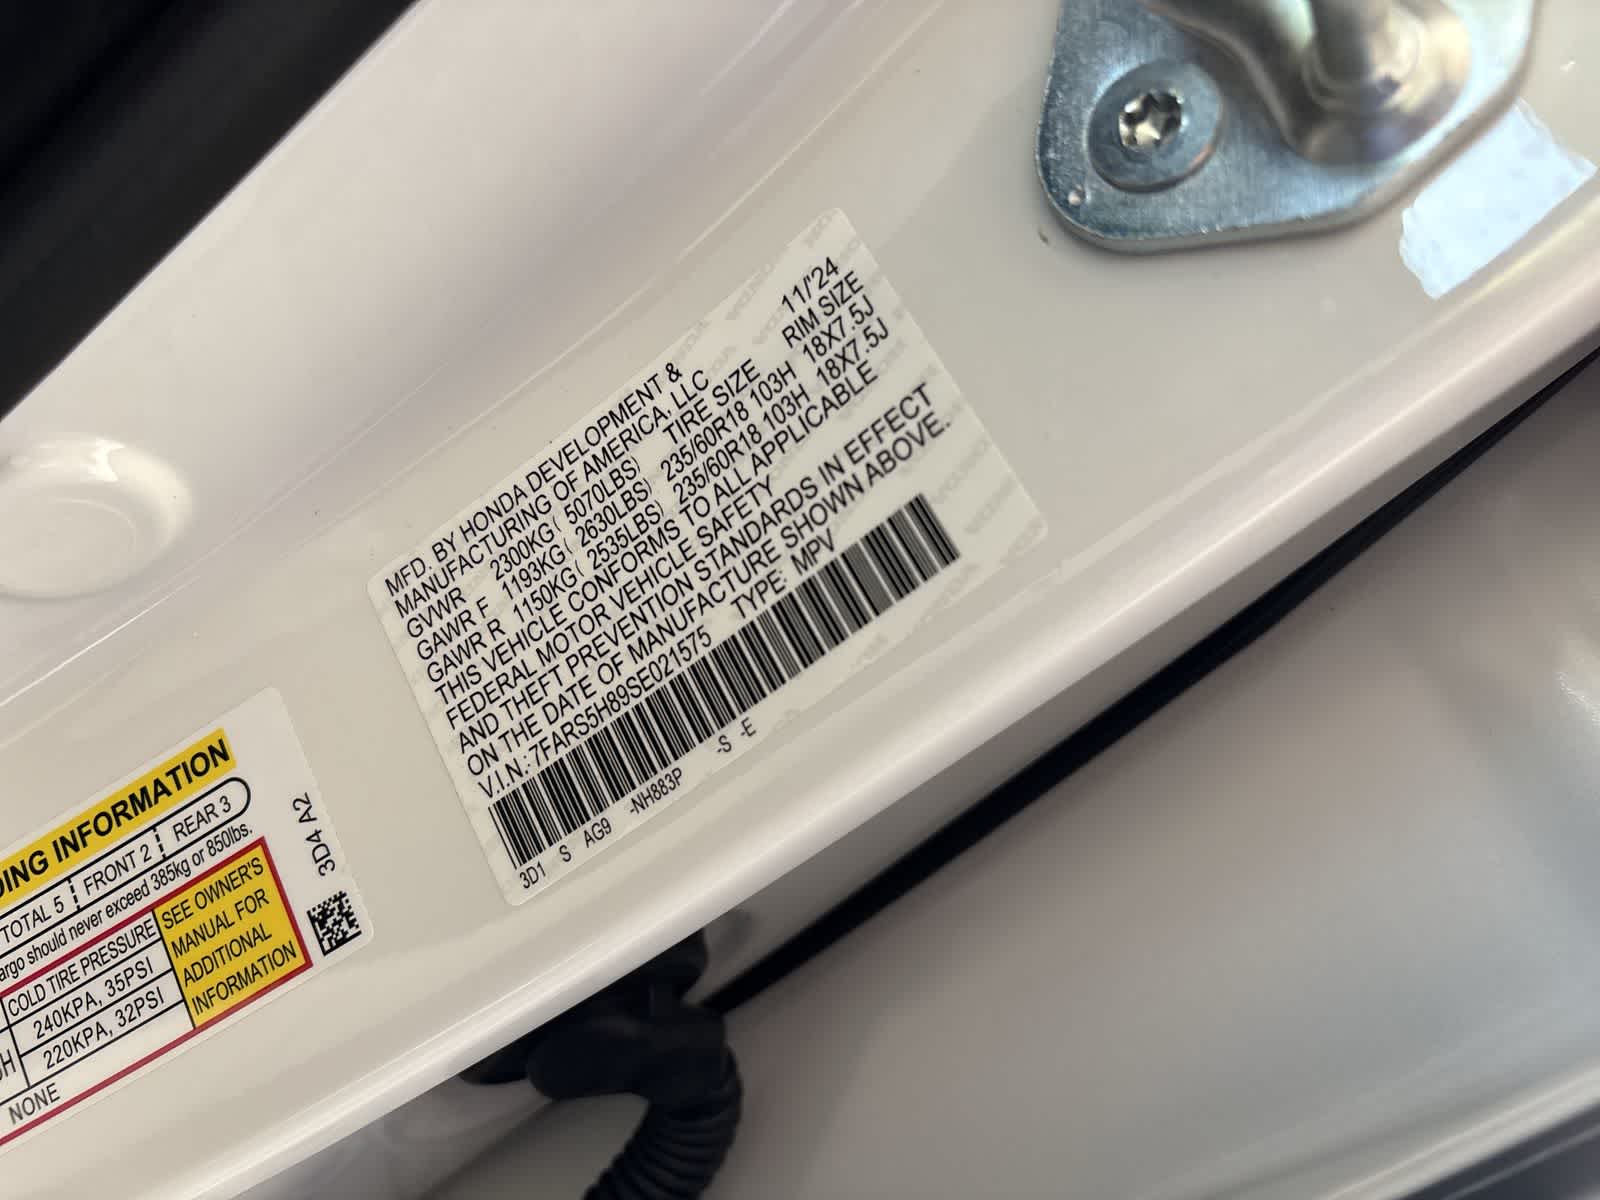 MFD. BY HONDA DEVELOPMENT &
MANUFACTURING OF AMERICA, LLC 11/'24
GVWR 2300KG( 5070LBS) TIRE SIZE RIM SIZE
GAWR F 1193KG( 2630LBS) 235/60R18 103H 18X7.5J
GAWR R 1150KG( 2535LBS) 235/60R18 103H 18X7.5J
THIS VEHICLE CONFORMS TO ALL APPLICABLE
FEDERAL MOTOR VEHICLE SAFETY
AND THEFT PREVENTION STANDARDS IN EFFECT
ON THE DATE OF MANUFACTURE SHOWN ABOVE.
V.I.N.:7FARS5H89SE021575 TYPE: MPV
3D1 S AG9 -NH883P -S -E
DING INFORMATION
TOTAL 5 FRONT 2 REAR 3
argo should never exceed 385kg or 850lbs.
COLD TIRE PRESSURE
240KPA, 35PSI
220KPA, 32PSI
NONE
SEE OWNER'S
MANUAL FOR
ADDITIONAL
INFORMATION
3D4 A2